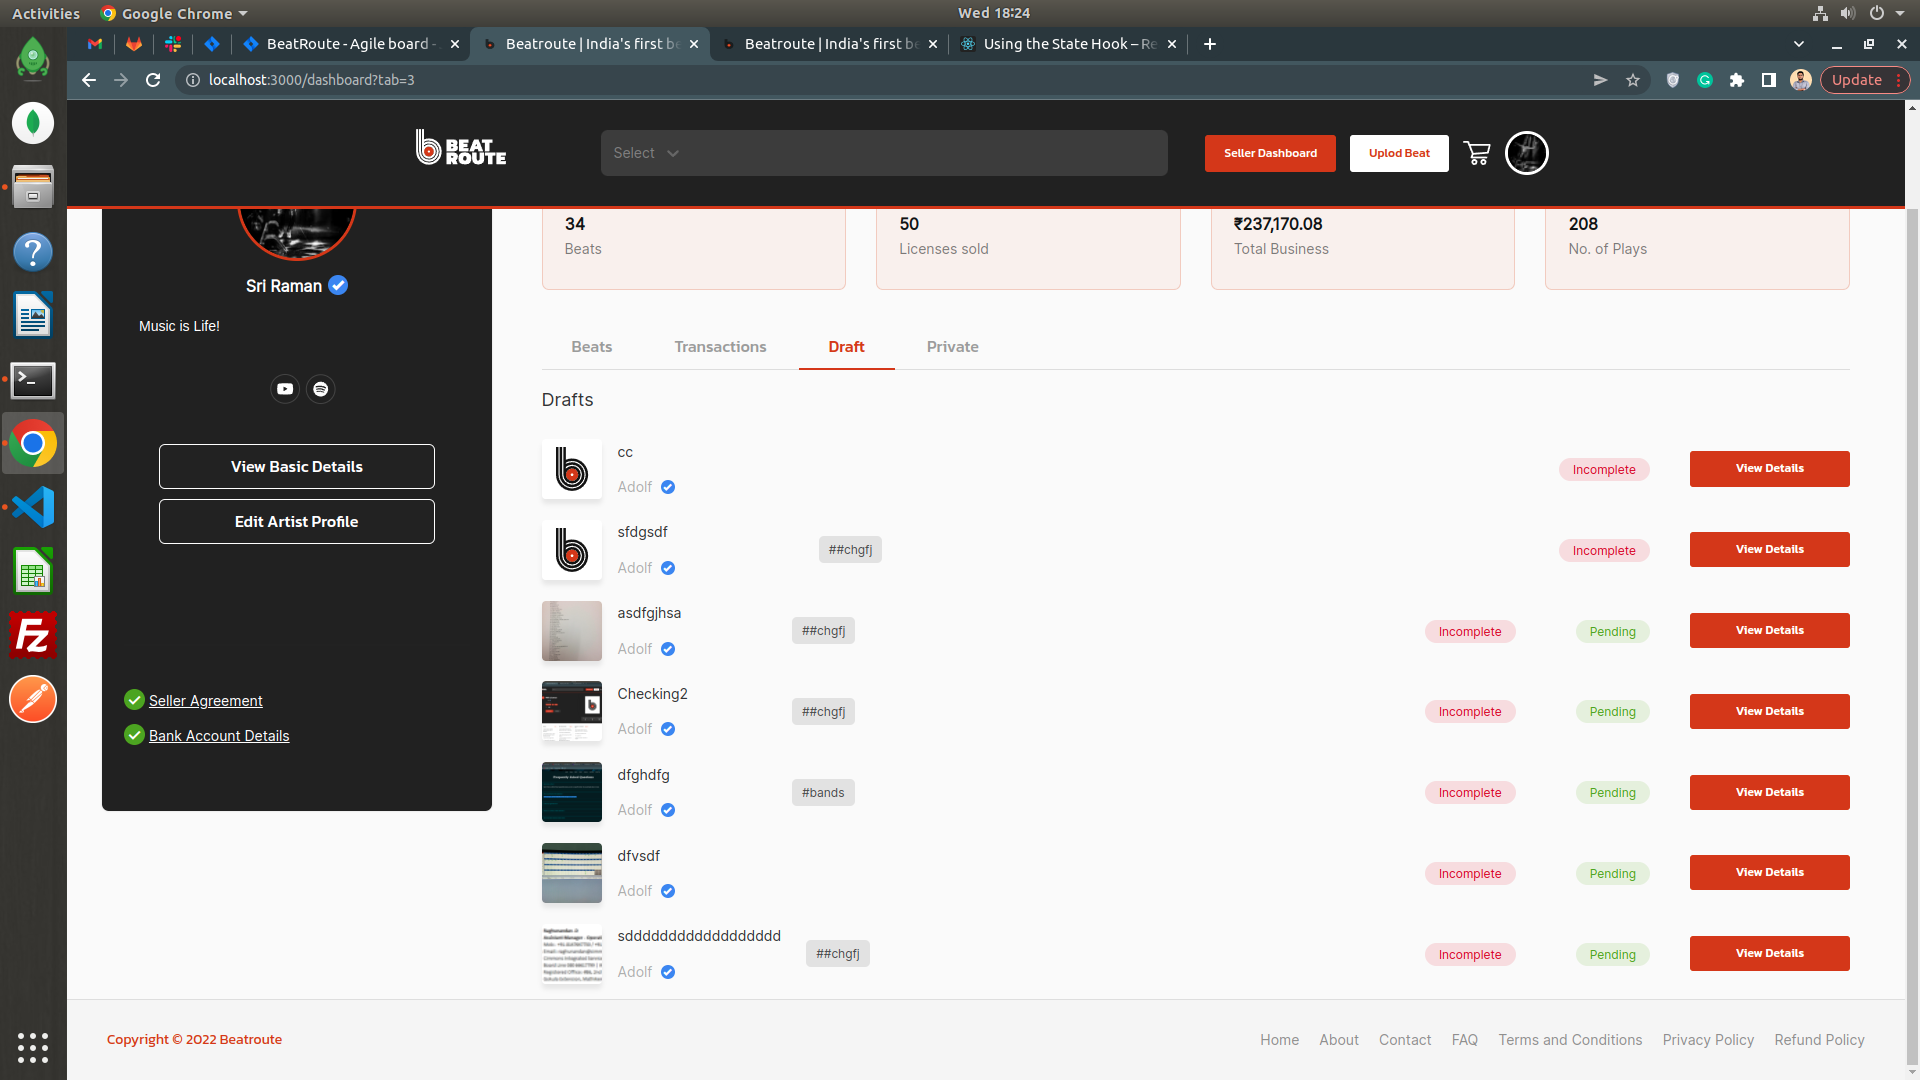 Activities
Google Chrome
Wed 18:24
BeatRoute - Agile board -
Beatroute | India's first be
Beatroute | India's first be
Using the State Hook – Re
localhost:3000/dashboard?tab=3
Update
BEAT
ROUTE
Select
Seller Dashboard
Uplod Beat
34
Beats
50
Licenses sold
₹237,170.08
Total Business
208
No. of Plays
Sri Raman
Music is Life!
View Basic Details
Edit Artist Profile
Seller Agreement
Bank Account Details
Beats
Transactions
Draft
Private
Drafts
cc
Adolf
Incomplete
View Details
sfdgsdf
Adolf
##chgfj
Incomplete
View Details
asdfgjhsa
Adolf
##chgfj
Incomplete
Pending
View Details
Checking2
Adolf
##chgfj
Incomplete
Pending
View Details
dfghdfg
Adolf
#bands
Incomplete
Pending
View Details
dfvsdf
Adolf
Incomplete
Pending
View Details
sdddddddddddddddddd
Adolf
##chgfj
Incomplete
Pending
View Details
Copyright © 2022 Beatroute
Home
About
Contact
FAQ
Terms and Conditions
Privacy Policy
Refund Policy